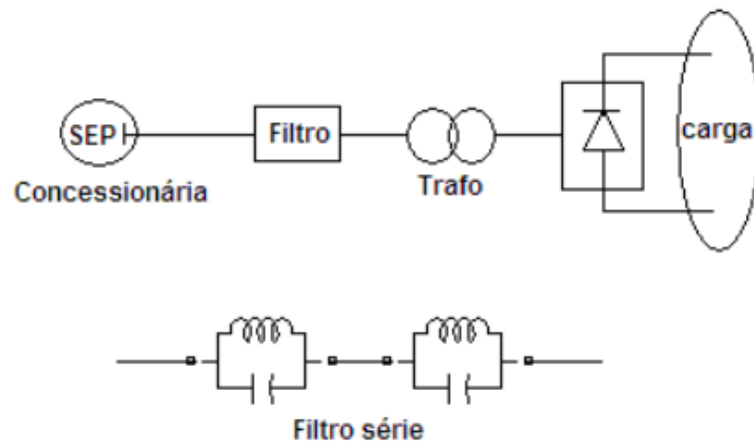 SEP
Filtro
carga
Trafo
Concessionária
Filtro série